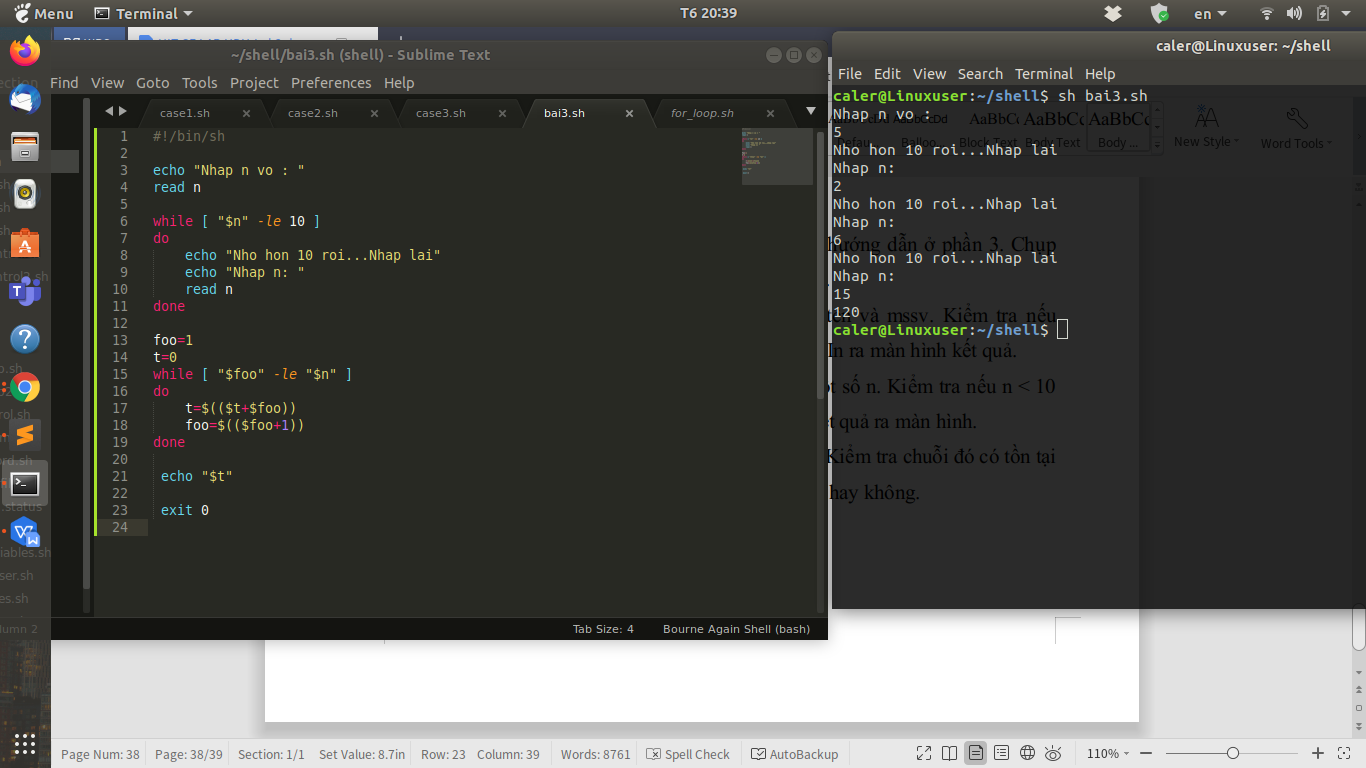 Menu Terminal T6 20:39 en
~/shell/bai3.sh (shell) - Sublime Text
Find View Goto Tools Project Preferences Help
case1.sh case2.sh case3.sh bai3.sh for_loop.sh
1 #!/bin/sh
2
3 echo "Nhap n vo : "
4 read n
5
6 while [ "$n" -le 10 ]
7 do
8 echo "Nho hon 10 roi...Nhap lai"
9 echo "Nhap n: "
10 read n
11 done
12
13 foo=1
14 t=0
15 while [ "$foo" -le "$n" ]
16 do
17 t=$(($t+$foo))
18 foo=$(($foo+1))
19 done
20
21 echo "$t"
22
23 exit 0
24
Tab Size: 4 Bourne Again Shell (bash)
caler@Linuxuser: ~/shell
File Edit View Search Terminal Help
caler@Linuxuser:~/shell$ sh bai3.sh
Nhap n vo :
5
Nho hon 10 roi...Nhap lai
Nhap n:
2
Nho hon 10 roi...Nhap lai
Nhap n:
6
Nho hon 10 roi...Nhap lai
Nhap n:
15
120
caler@Linuxuser:~/shell$
Block Text Body Text Body ... New Style Word Tools
hướng dẫn ở phần 3. Chụp
và mssv. Kiểm tra nếu
In ra màn hình kết quả.
số n. Kiểm tra nếu n < 10
quả ra màn hình.
Kiểm tra chuỗi đó có tồn tại
hay không.
Page Num: 38 Page: 38/39 Section: 1/1 Set Value: 8.7in Row: 23 Column: 39 Words: 8761 Spell Check AutoBackup 110%